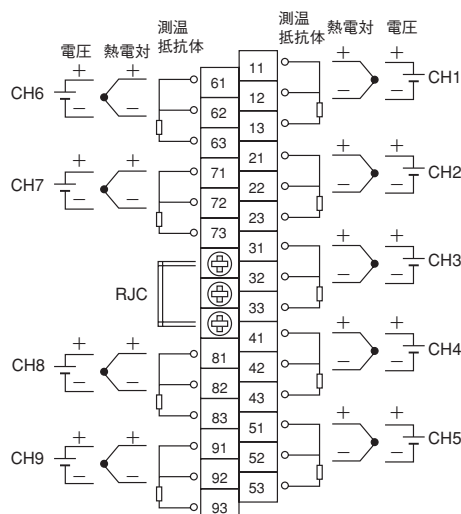 測温抵抗体 熱電対 電圧
電圧 熱電対 測温抵抗体
CH6 + − + −
61
62
63
CH7 + − + −
71
72
73
RJC
CH8 + − + −
81
82
83
CH9 + − + −
91
92
93
11
12
13
+ − + − CH1
21
22
23
+ − + − CH2
31
32
33
+ − + − CH3
41
42
43
+ − + − CH4
51
52
53
+ − + − CH5